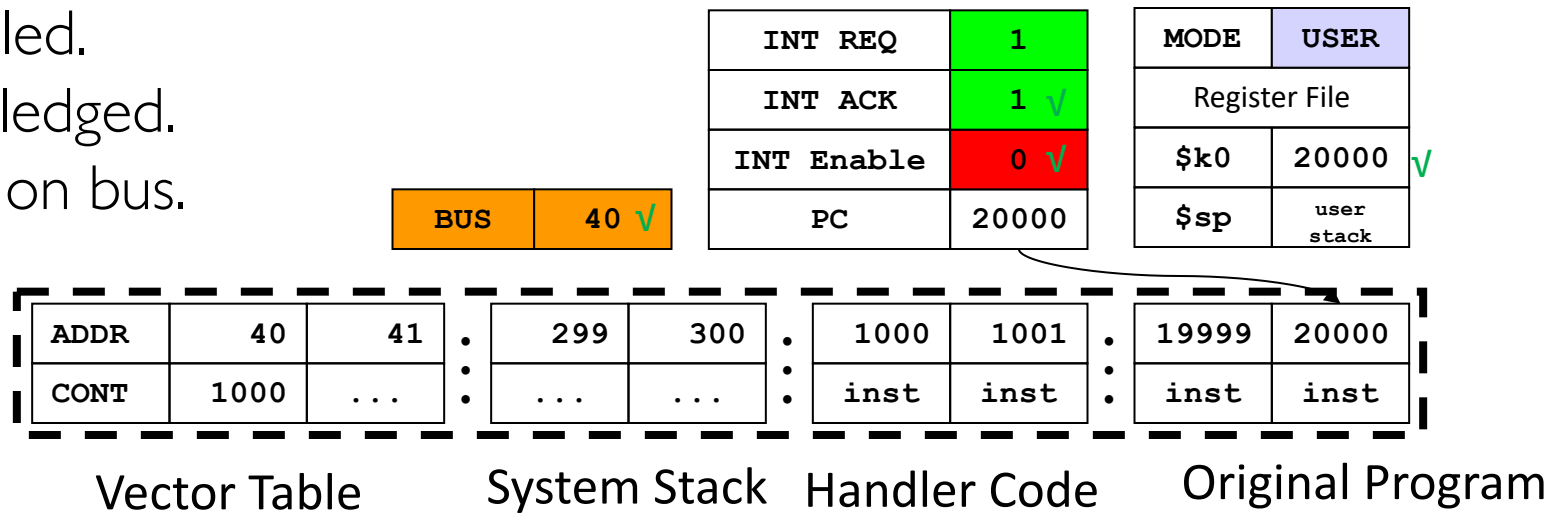 led.
ledged.
on bus.
BUS 40 √
INT REQ 1
INT ACK 1 √
INT Enable 0 √
PC 20000
MODE USER
Register File
$k0 20000 √
$sp user stack
ADDR 40 41 : 299 300 : 1000 1001 : 19999 20000
CONT 1000 ... : ... ... : inst inst : inst inst
Vector Table System Stack Handler Code Original Program